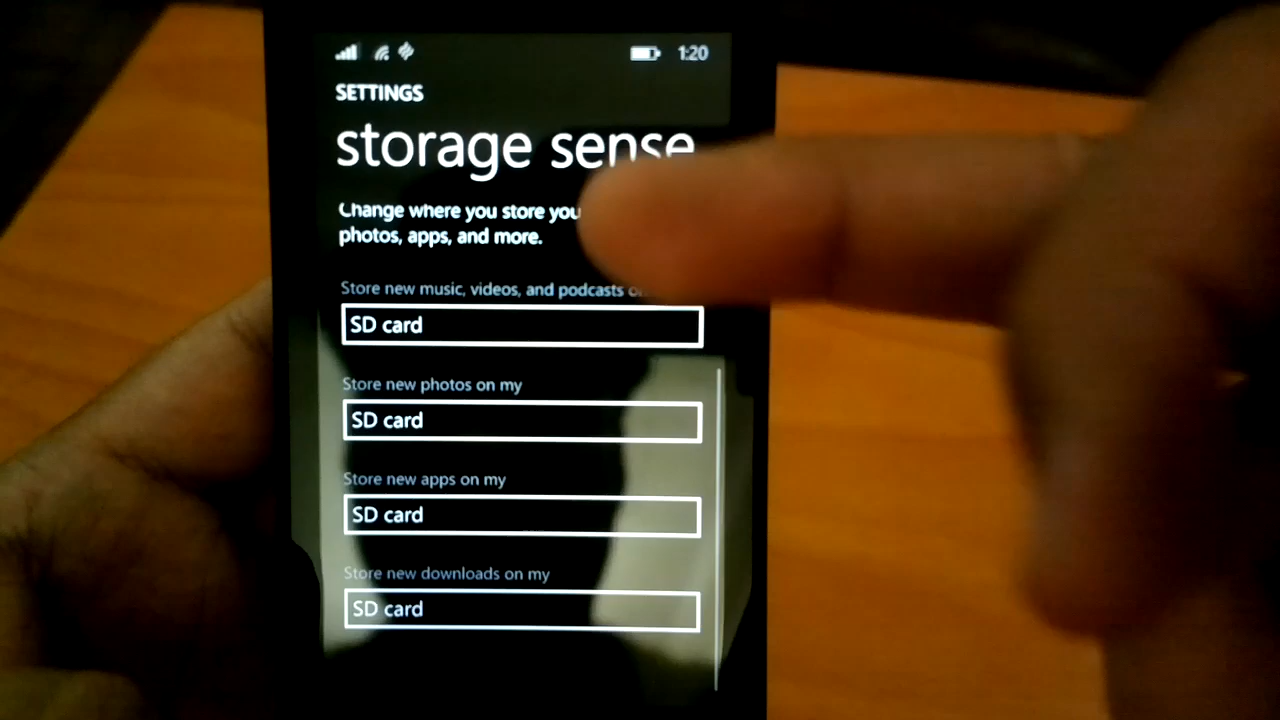 1:20
SETTINGS
storage sense
Change where you store
photos, apps, and more.
Store new music, videos, and podcasts
SD card
Store new photos on my
SD card
Store new apps on my
SD card
Store new downloads on my
SD card